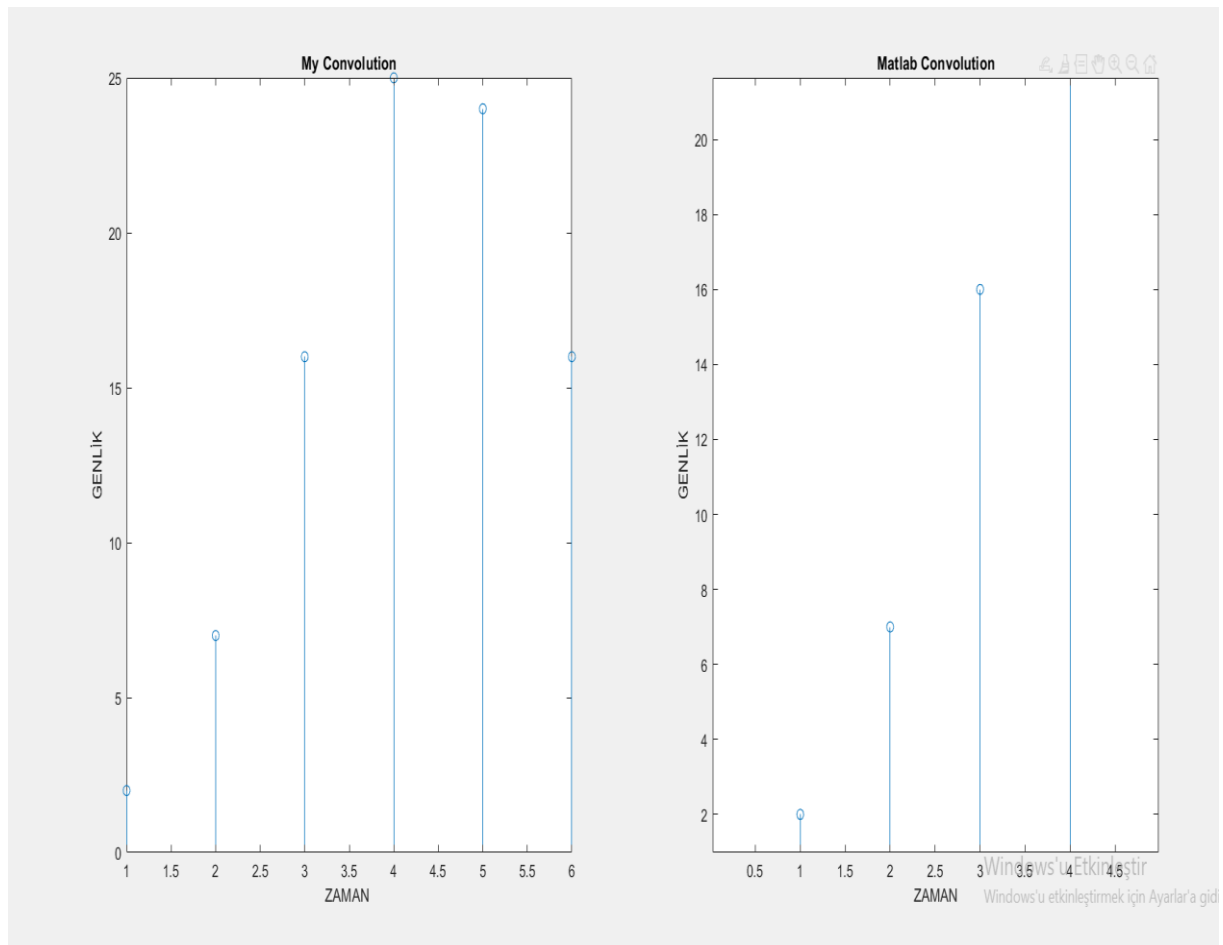 My Convolution
25
20
15
10
5
0
GENLİK
1 1.5 2 2.5 3 3.5 4 4.5 5 5.5 6
ZAMAN
Matlab Convolution
20
18
16
14
12
10
8
6
4
2
GENLİK
0.5 1 1.5 2 2.5 3 3.5 4 4.5
ZAMAN
Windows'u Etkinleştir
Windows'u etkinleştirmek için Ayarlar'a gidi